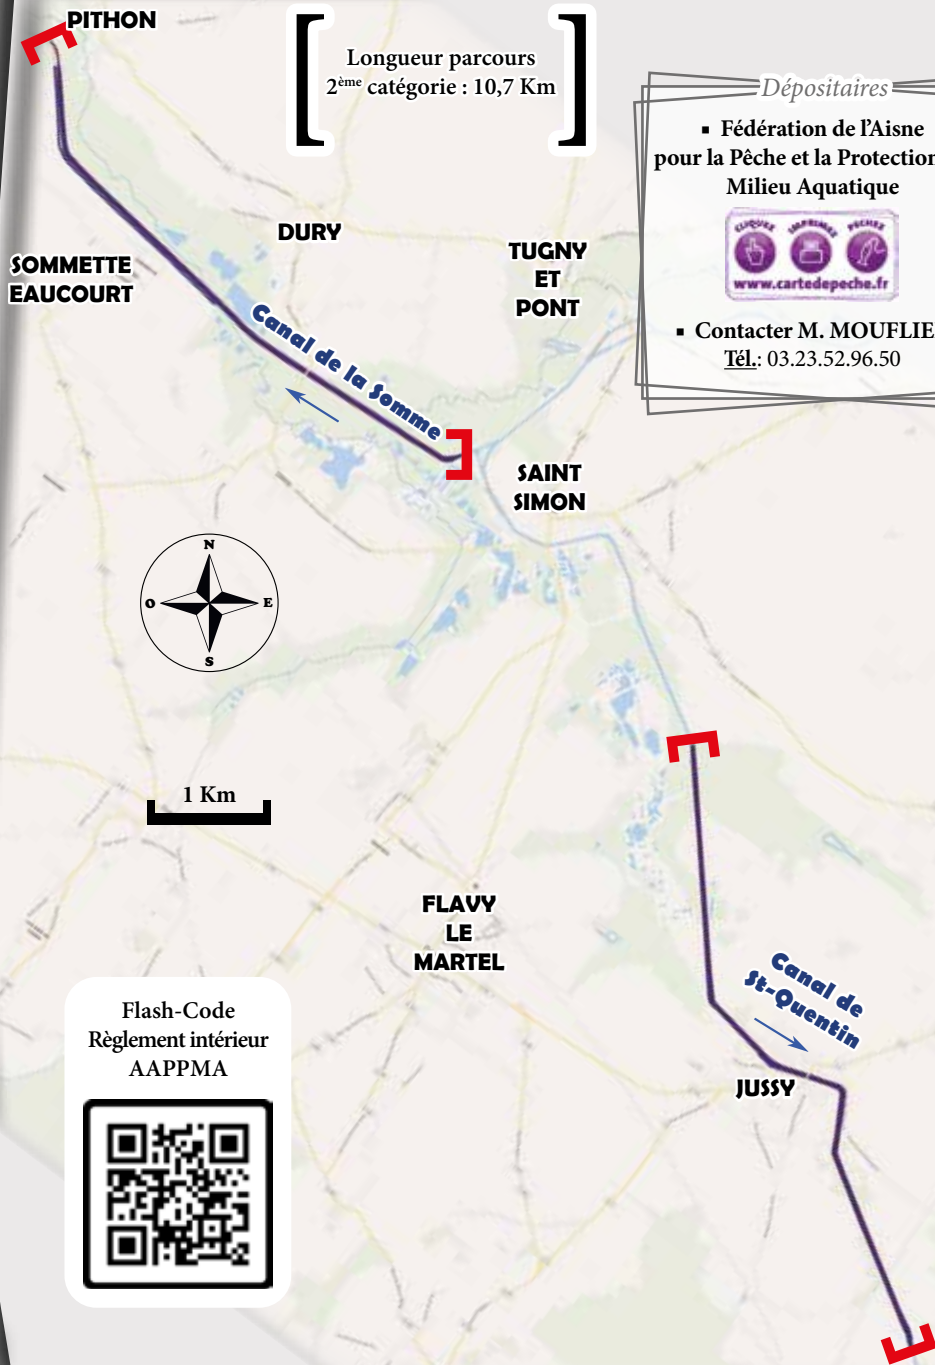 PITHON
Longueur parcours
2ème catégorie : 10,7 Km
Dépositaires
▪ Fédération de l'Aisne
pour la Pêche et la Protection
Milieu Aquatique
CLIQUEZ IMPRIMEZ PÊCHEZ
www.cartedepeche.fr
▪ Contacter M. MOUFLIE
Tél.: 03.23.52.96.50
DURY
TUGNY
ET
PONT
SOMMETTE
EAUCOURT
Canal de la Somme
SAINT
SIMON
N
O E
S
1 Km
FLAVY
LE
MARTEL
Canal de
St-Quentin
JUSSY
Flash-Code
Règlement intérieur
AAPPMA